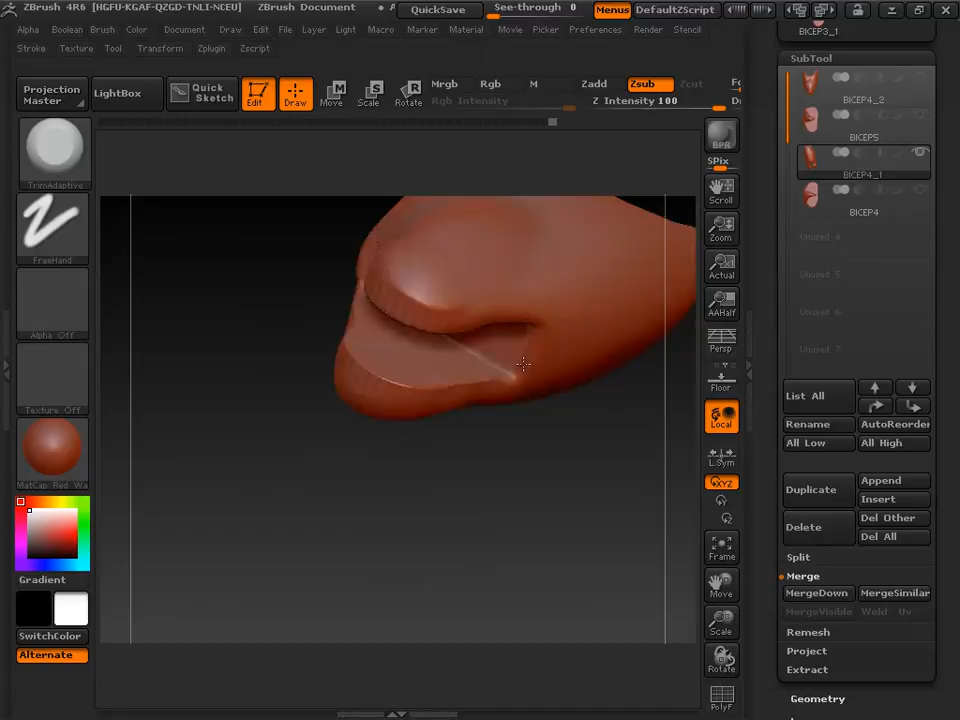 ZBrush 4R6 [HGFU-KGAF-QZGD-TNLI-NCEU] ZBrush Document QuickSave See-through 0 Menus DefaultZScript
BICEP3_1
Alpha Boolean Brush Color Document Draw Edit File Layer Light Macro Marker Material Movie Picker Preferences Render Stencil
Stroke Texture Tool Transform Zplugin Zscript
SubTool
Projection Master
LightBox
Quick Sketch
Edit
Draw
Move
Scale
Rotate
Mrgb Rgb M
Rgb Intensity
Zadd Zsub Zcut
Z Intensity 100
TrimAdaptive
FreeHand
Alpha Off
Texture Off
MatCap Red Wa
Gradient
SwitchColor
Alternate
BPR
SPix
Scroll
Zoom
Actual
AAHalf
Persp
Floor
Local
L.Sym
XYZ
Frame
Move
Scale
Rotate
PolyF
BICEP4_2
BICEP5
BICEP4_1
BICEP4
Unused 4
Unused 5
Unused 6
Unused 7
List All
Rename AutoReorder
All Low All High
Duplicate
Append
Insert
Delete
Del Other
Del All
Split
Merge
MergeDown MergeSimilar
MergeVisible Weld Uv
Remesh
Project
Extract
Geometry